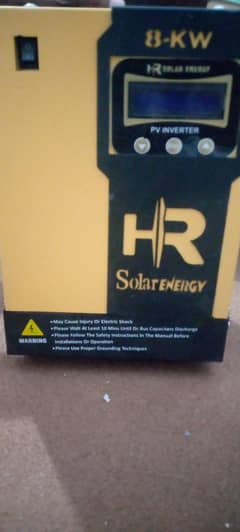 8-KW
HR SOLAR ENERGY
PV INVERTER
HR
Solar ENERGY
WARNING
•May Cause Injury Or Electric Shock
•Please Wait At Least 10 Mins Until Dc Bus Capacitors Discharge
•Please Follow The Safety Instructions In The Manual Before
Installations Or Operation
•Please Use Proper Grounding Techniques